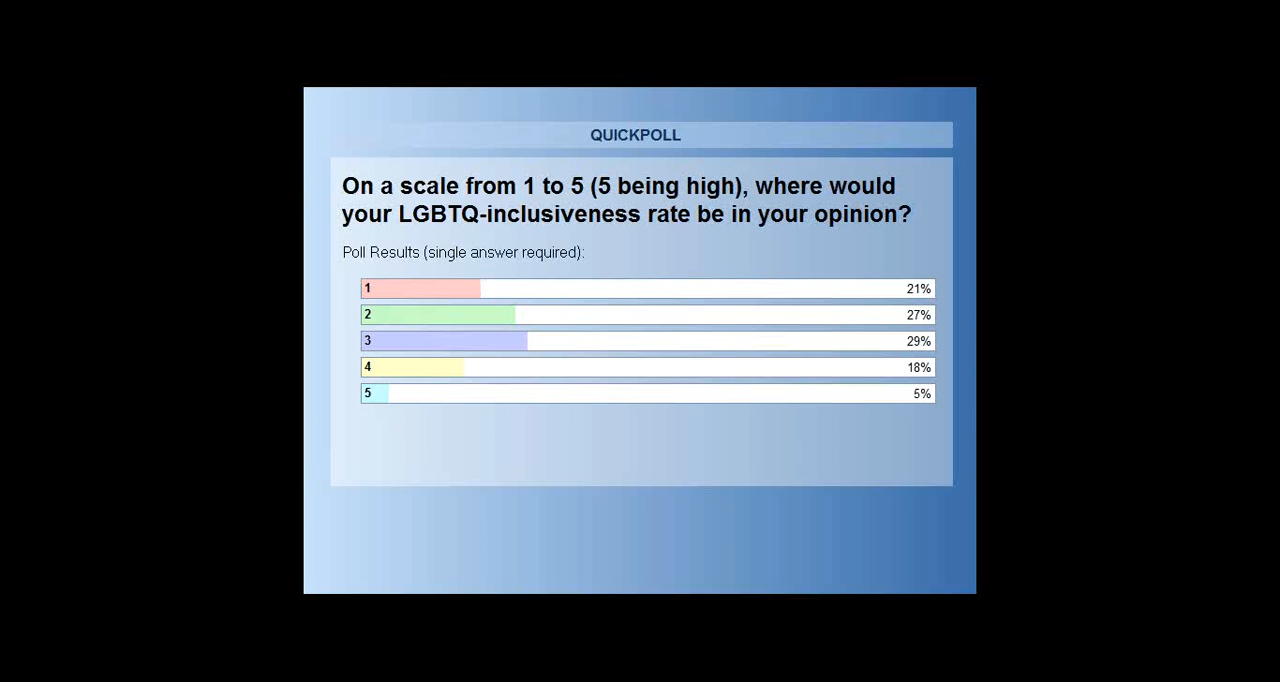 QUICKPOLL
On a scale from 1 to 5 (5 being high), where would
your LGBTQ-inclusiveness rate be in your opinion?
Poll Results (single answer required):
1 21%
2 27%
3 29%
4 18%
5 5%